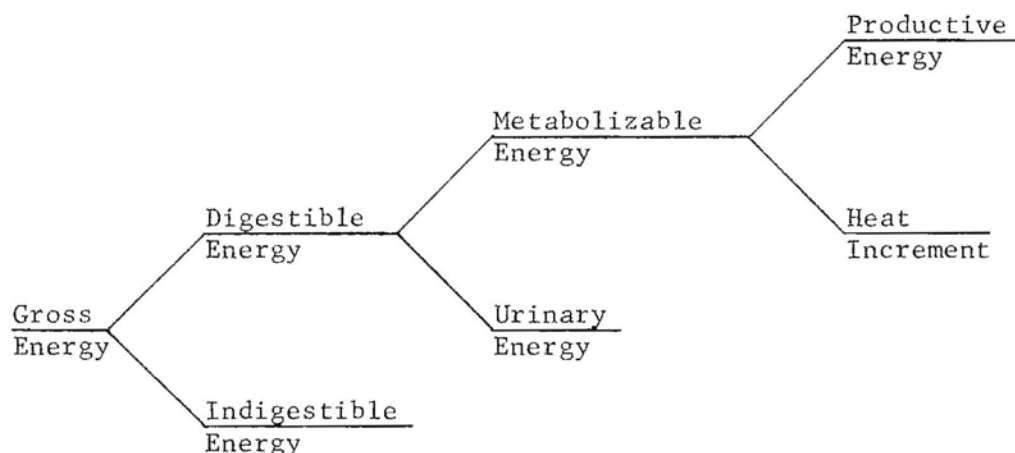 Productive
Energy
Metabolizable
Energy
Digestible
Energy
Heat
Increment
Gross
Energy
Urinary
Energy
Indigestible
Energy